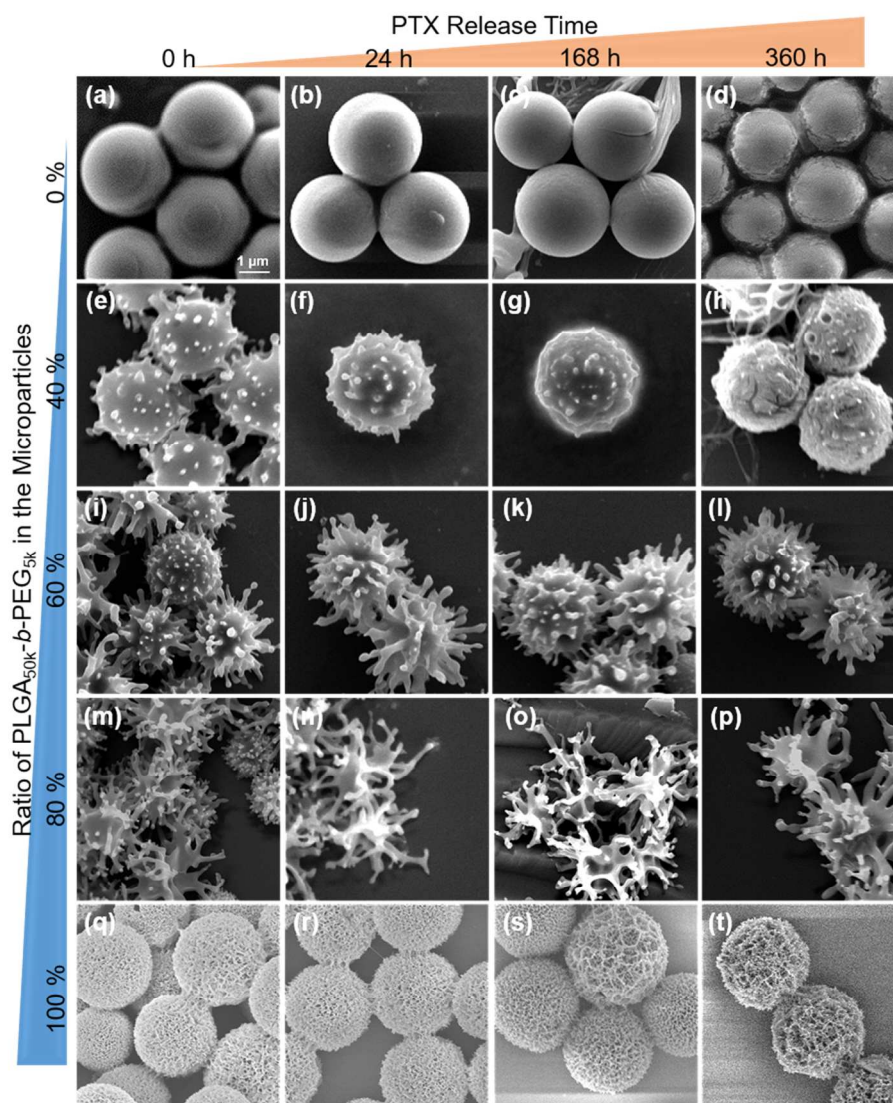 PTX Release Time
0 h 24 h 168 h 360 h
(a) (b) (c) (d)
1 µm
(e) (f) (g) (h)
(i) (j) (k) (l)
(m) (n) (o) (p)
(q) (r) (s) (t)
Ratio of PLGA50k-b-PEG5k in the Microparticles
0 %
40 %
60 %
80 %
100 %